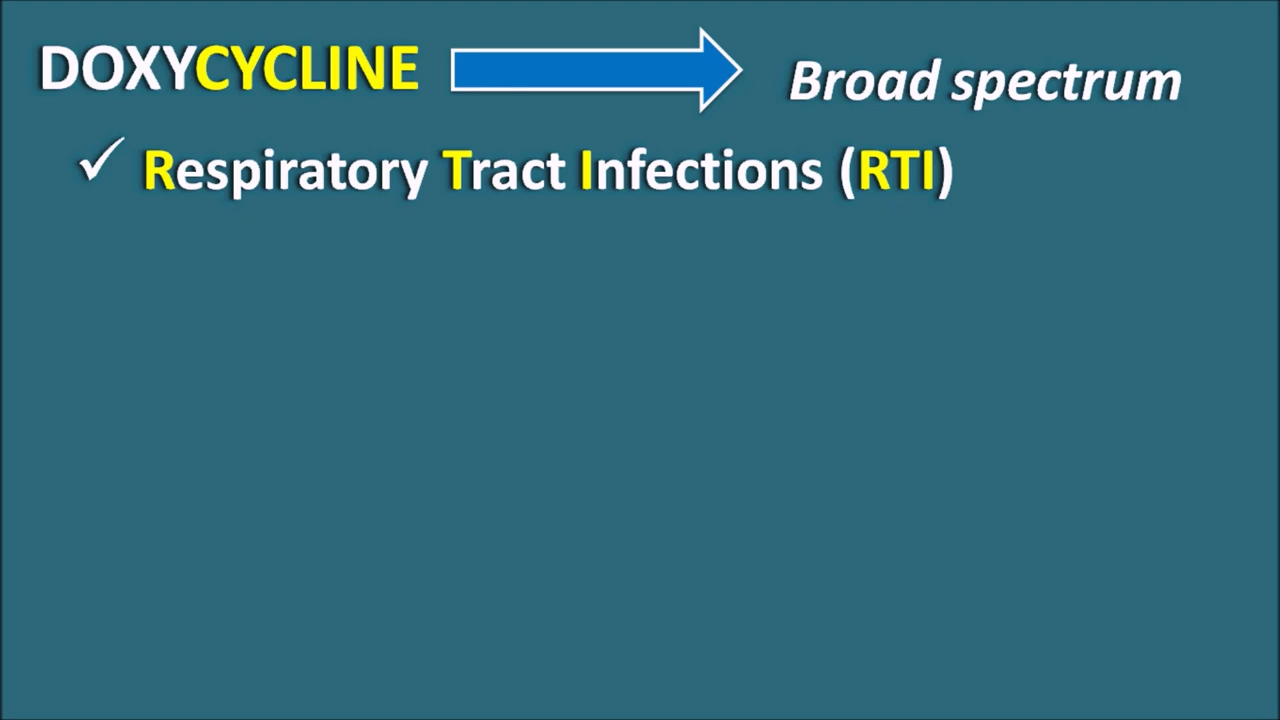 DOXYCYCLINE Broad spectrum
✓ Respiratory Tract Infections (RTI)